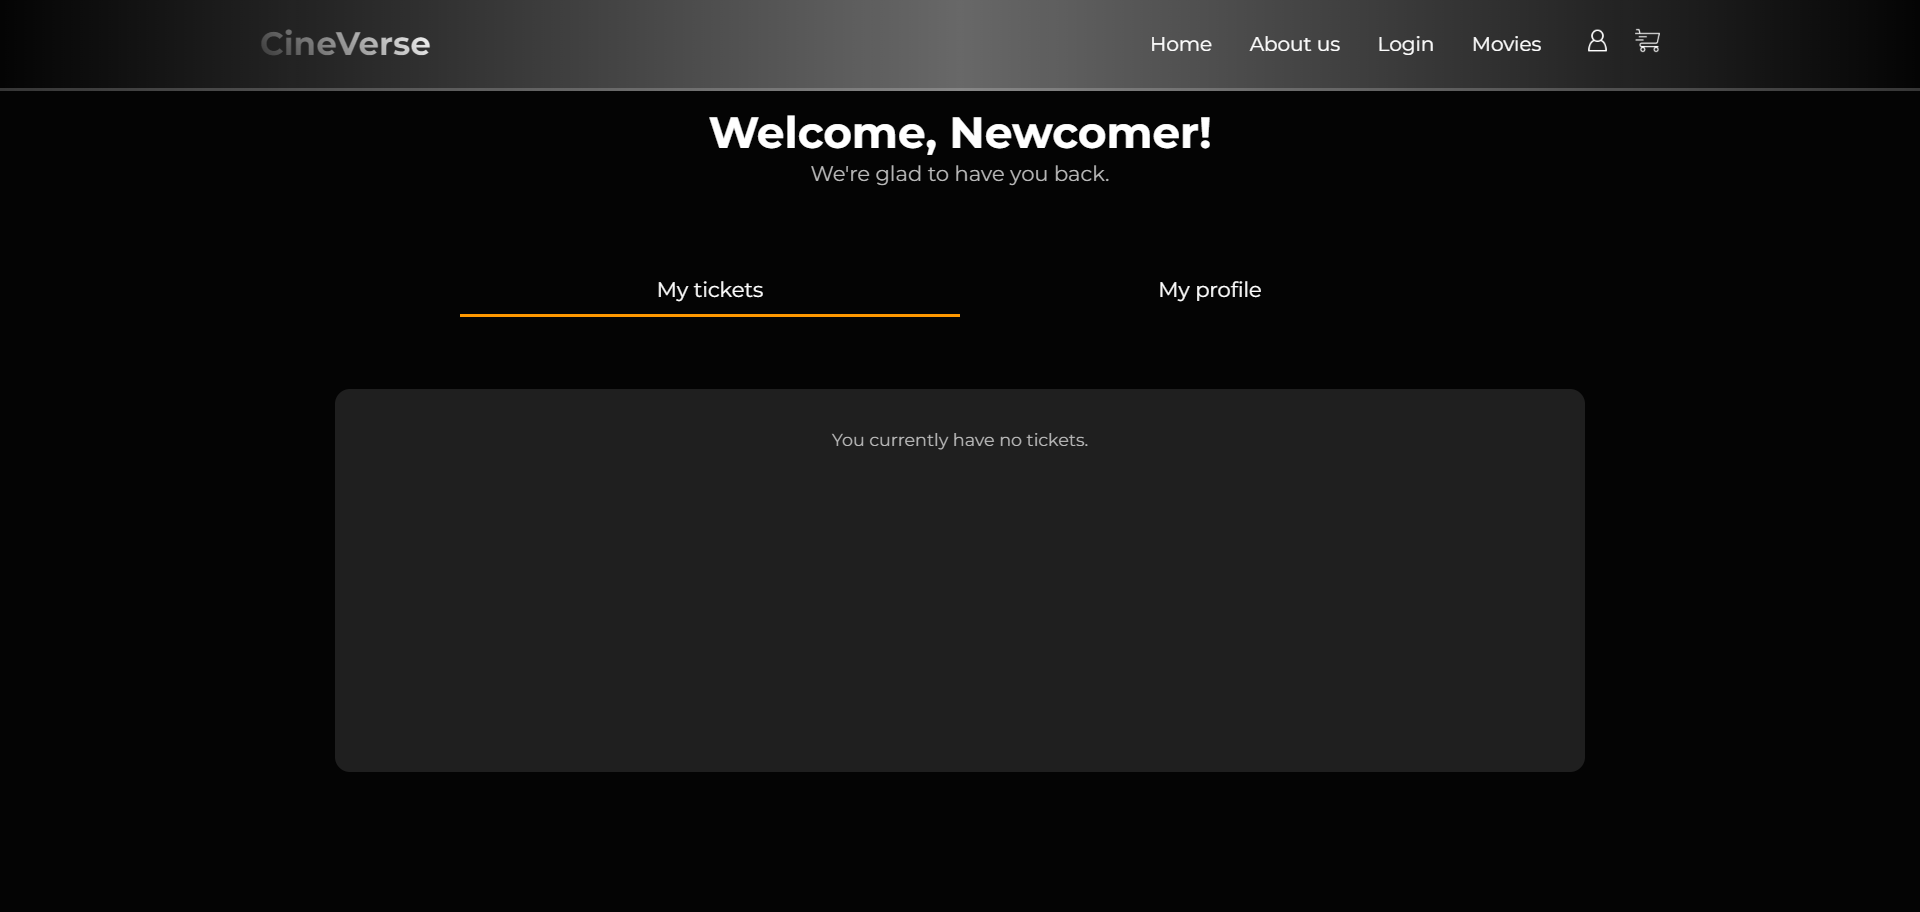 CineVerse
Home
About us
Login
Movies
Welcome, Newcomer!
We're glad to have you back.
My tickets
My profile
You currently have no tickets.